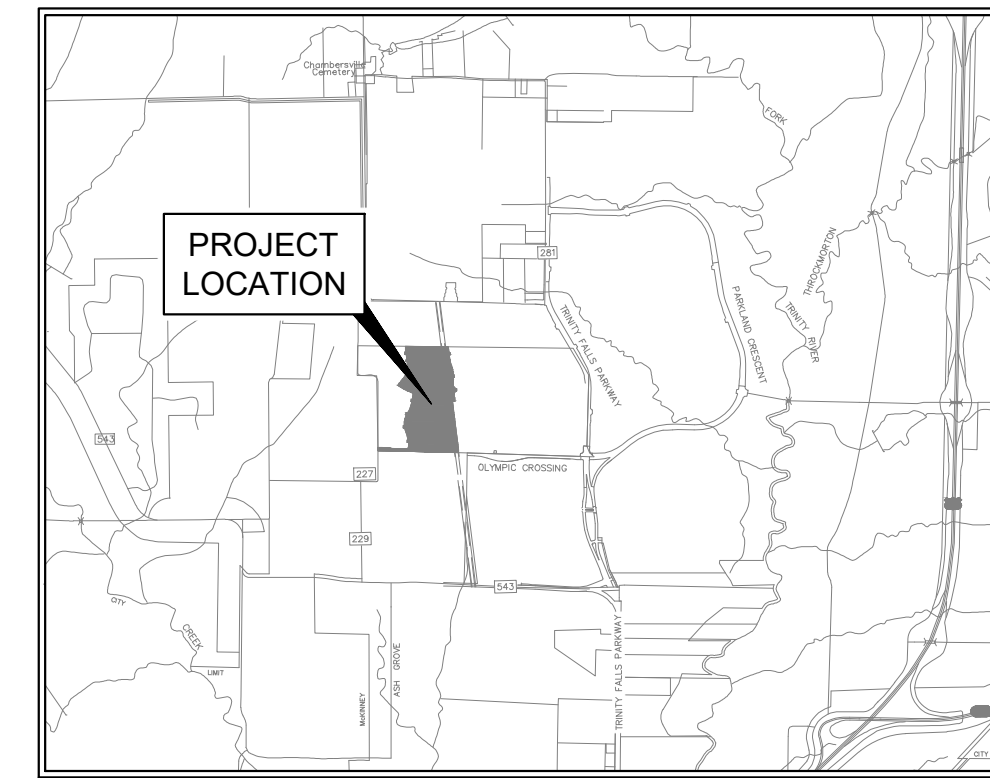 Chambersville
Cemetery
FORK
PROJECT
LOCATION
281
THROCKMORTON
TRINITY RIVER
PARKLAND CRESCENT
TRINITY FALLS PARKWAY
543
OLYMPIC CROSSING
227
229
543
CITY
CREEK
LIMIT
McKINNEY
ASH GROVE
TRINITY FALLS PARKWAY
CITY